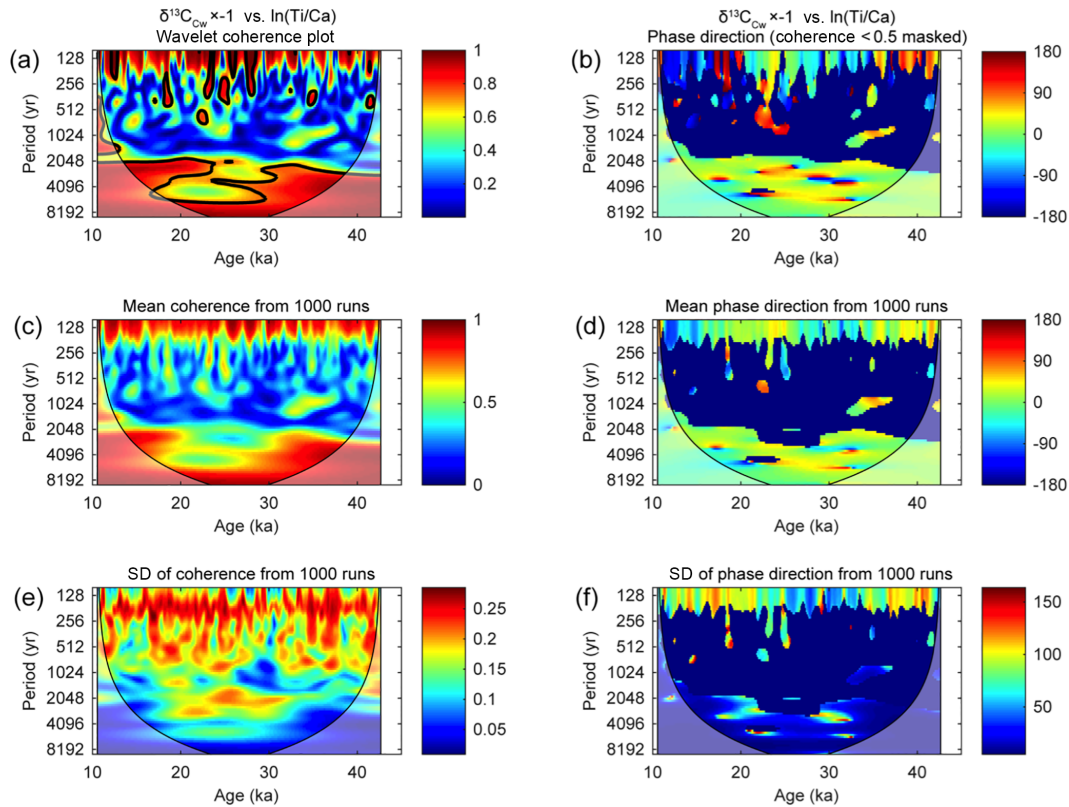 δ¹³C_Cw ×-1 vs. ln(Ti/Ca)
Wavelet coherence plot
(a)
128
256
512
1024
2048
4096
8192
Period (yr)
10 20 30 40
Age (ka)
1
0.8
0.6
0.4
0.2
δ¹³C_Cw ×-1 vs. ln(Ti/Ca)
Phase direction (coherence < 0.5 masked)
(b)
128
256
512
1024
2048
4096
8192
Period (yr)
10 20 30 40
Age (ka)
180
90
0
-90
-180
Mean coherence from 1000 runs
(c)
128
256
512
1024
2048
4096
8192
Period (yr)
10 20 30 40
Age (ka)
1
0.5
0
Mean phase direction from 1000 runs
(d)
128
256
512
1024
2048
4096
8192
Period (yr)
10 20 30 40
Age (ka)
180
90
0
-90
-180
SD of coherence from 1000 runs
(e)
128
256
512
1024
2048
4096
8192
Period (yr)
10 20 30 40
Age (ka)
0.25
0.2
0.15
0.1
0.05
SD of phase direction from 1000 runs
(f)
128
256
512
1024
2048
4096
8192
Period (yr)
10 20 30 40
Age (ka)
150
100
50